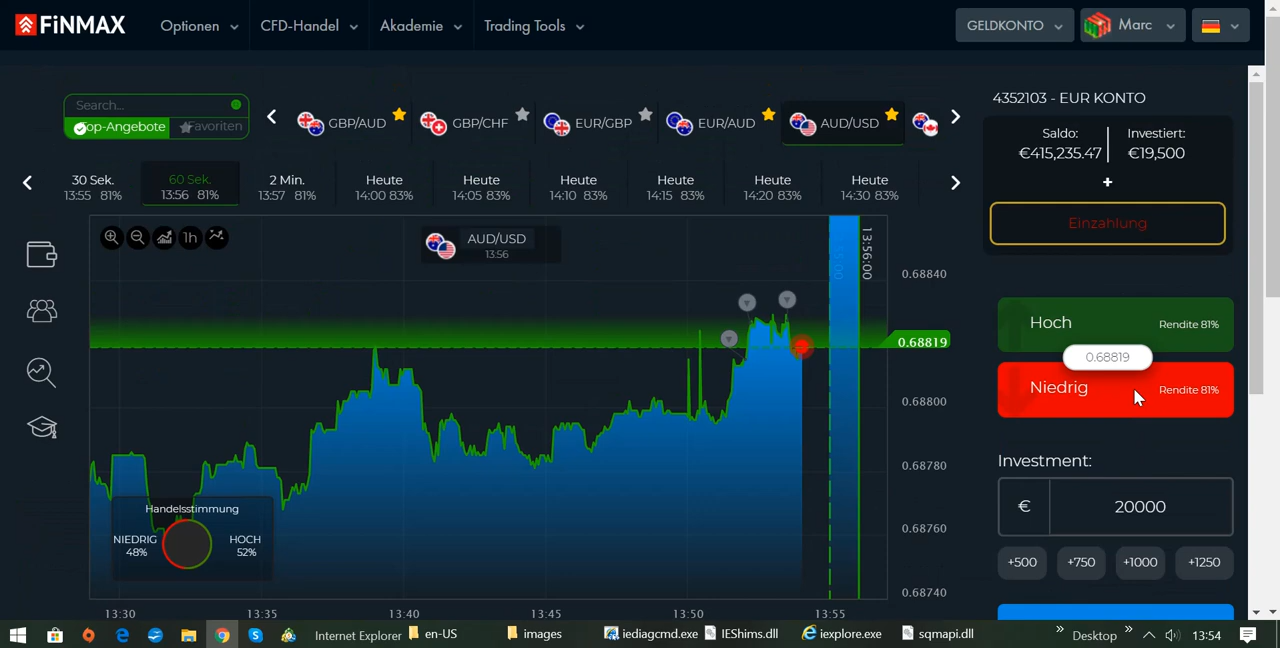 FiNMAX
Optionen
CFD-Handel
Akademie
Trading Tools
GELDKONTO
Marc
Search...
Top-Angebote
Favoriten
GBP/AUD
GBP/CHF
EUR/GBP
EUR/AUD
AUD/USD
30 Sek.
13:55 81%
60 Sek.
13:56 81%
2 Min.
13:57 81%
Heute
14:00 83%
Heute
14:05 83%
Heute
14:10 83%
Heute
14:15 83%
Heute
14:20 83%
Heute
14:30 83%
4352103 - EUR KONTO
Saldo:
€415,235.47
Investiert:
€19,500
+
Einzahlung
1h
AUD/USD
13:56
13:55:00
13:56:00
0.68840
0.68819
0.68800
0.68780
0.68760
0.68740
Handelsstimmung
NIEDRIG
48%
HOCH
52%
13:30
13:35
13:40
13:45
13:50
13:55
Hoch
Rendite 81%
0.68819
Niedrig
Rendite 81%
Investment:
€
20000
+500
+750
+1000
+1250
Internet Explorer
en-US
images
iediagcmd.exe
IEShims.dll
iexplore.exe
sqmapi.dll
Desktop
13:54